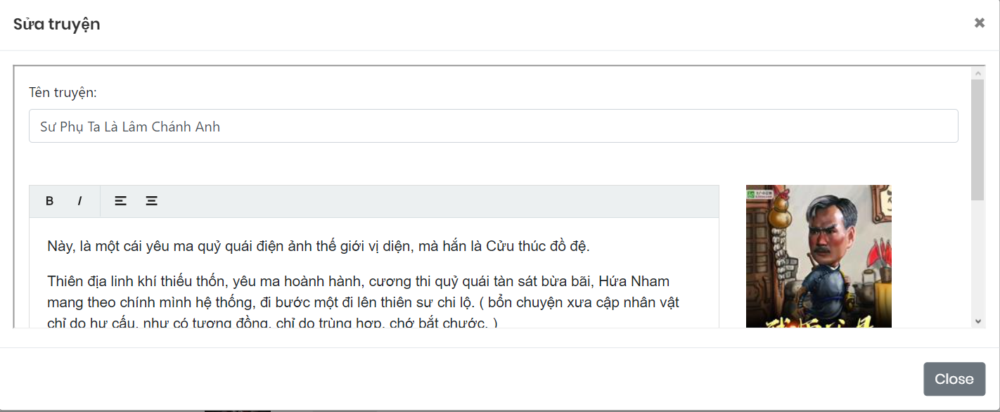 Sửa truyện
Tên truyện:
Sư Phụ Ta Là Lâm Chánh Anh
B I
Này, là một cái yêu ma quỷ quái điện ảnh thế giới vị diện, mà hắn là Cửu thúc đồ đệ.
Thiên địa linh khí thiếu thốn, yêu ma hoành hành, cương thi quỷ quái tàn sát bừa bãi, Hứa Nham
mang theo chính mình hệ thống, đi bước một đi lên thiên sư chi lộ. ( bổn chuyện xưa cập nhân vật
chỉ do hư cấu, như có tương đồng, chỉ do trùng hợp, chớ bắt chước. )
Close